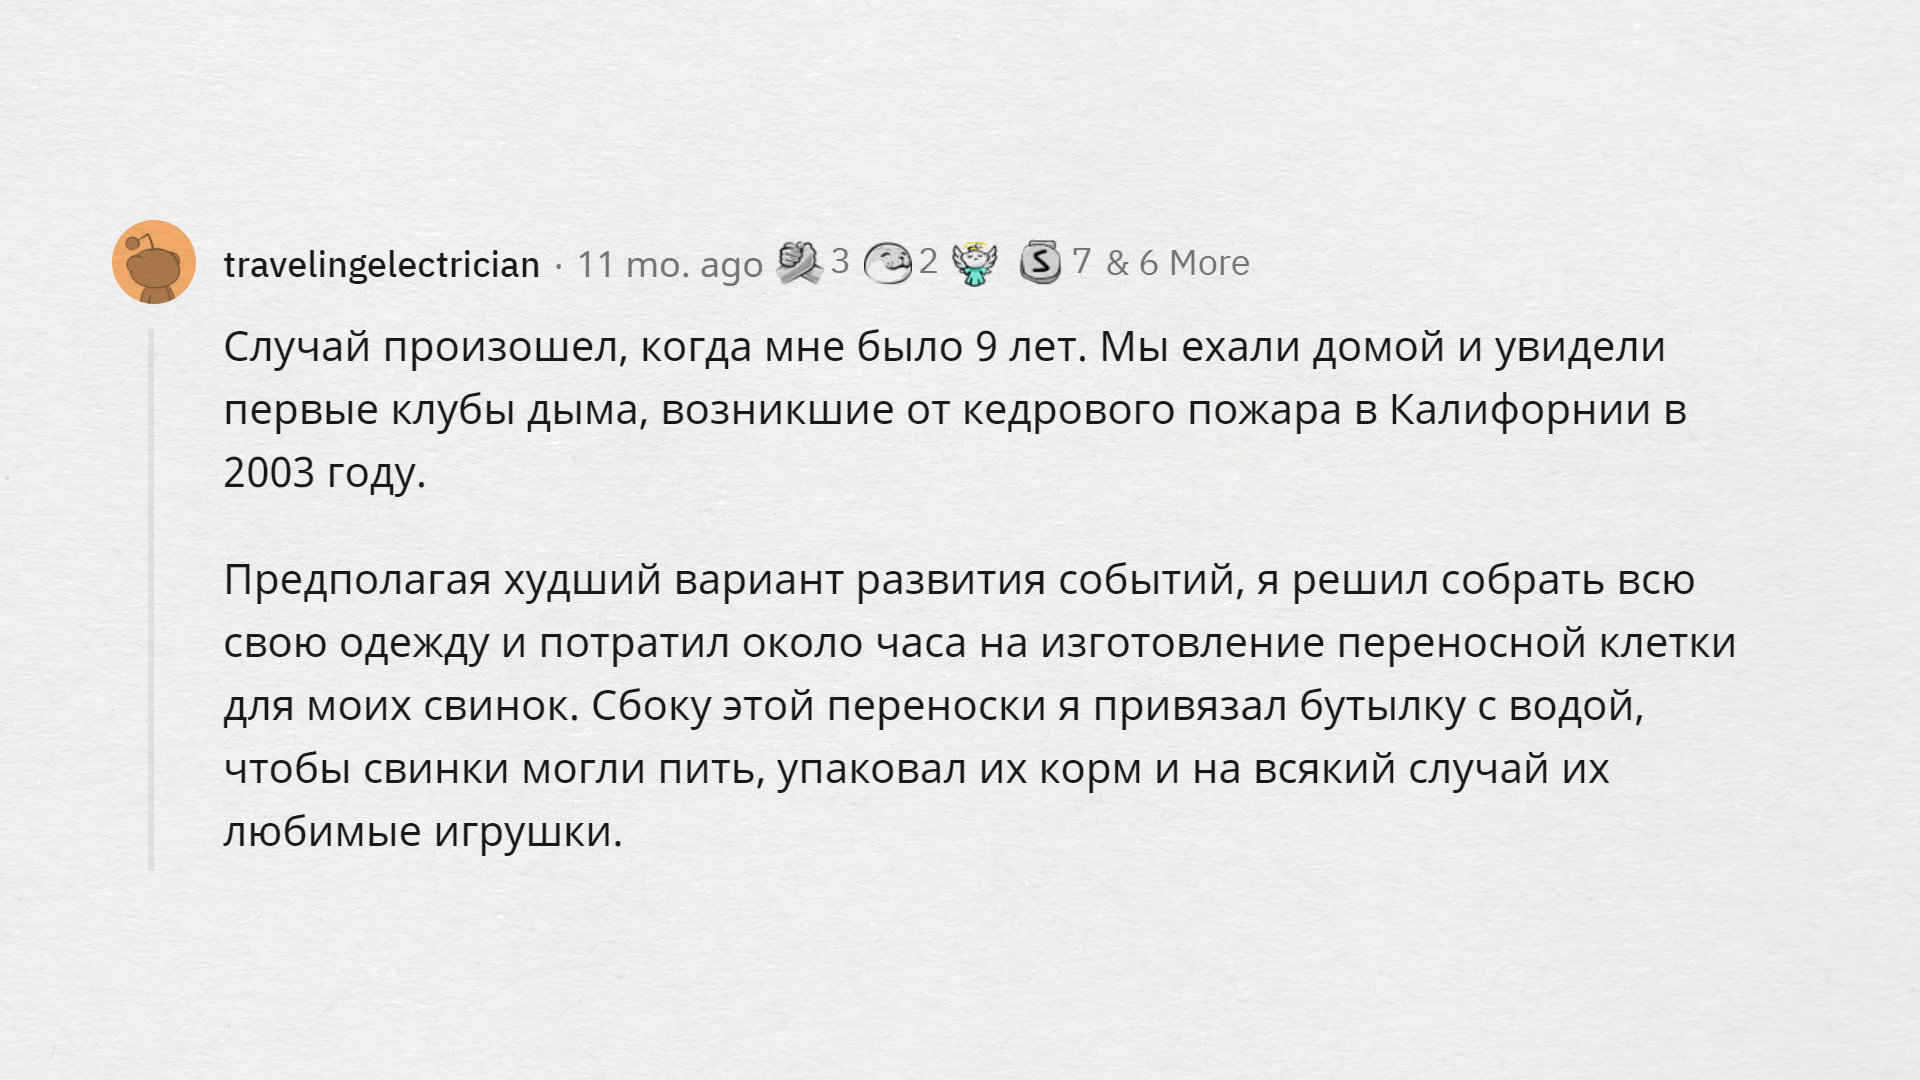 travelingelectrician · 11 mo. ago 3 2 7 & 6 More
Случай произошел, когда мне было 9 лет. Мы ехали домой и увидели
первые клубы дыма, возникшие от кедрового пожара в Калифорнии в
2003 году.
Предполагая худший вариант развития событий, я решил собрать всю
свою одежду и потратил около часа на изготовление переносной клетки
для моих свинок. Сбоку этой переноски я привязал бутылку с водой,
чтобы свинки могли пить, упаковал их корм и на всякий случай их
любимые игрушки.